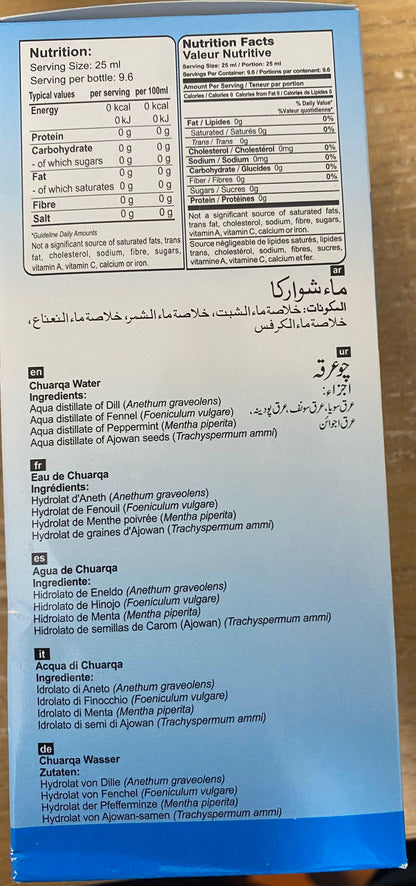 Nutrition:
Serving Size: 25 ml
Serving per bottle: 9.6
Typical values per serving per 100ml
Energy 0 kcal 0 kcal
0 kJ 0 kJ
Protein 0 g 0 g
Carbohydrate 0 g 0 g
- of which sugars 0 g 0 g
Fat 0 g 0 g
- of which saturates 0 g 0 g
Fibre 0 g 0 g
Salt 0 g 0 g
*Guideline Daily Amounts
Not a significant source of saturated fats, trans
fat, cholesterol, sodium, fibre, sugars,
vitamin A, vitamin C, calcium or iron.
Nutrition Facts
Valeur Nutritive
Serving Size: 25 ml / Portion: 25 ml
Servings Per Container: 9.6 / Portions par contenant: 9.6
Amount Per Serving / Teneur par portion
Calories / Calories 0 Calories from Fat 0 / Calories de Lipides 0
% Daily Value*
%Valeur quotidienne*
Fat / Lipides 0g 0%
Saturated / Saturés 0g 0%
Trans / Trans 0g
Cholesterol / Cholestérol 0mg 0%
Sodium / Sodium 0mg 0%
Carbohydrate / Glucides 0g 0%
Fiber / Fibres 0g 0%
Sugars / Sucres 0g
Protein / Protéines 0g
Not a significant source of saturated fats,
trans fat, cholesterol, sodium, fibre, sugars,
vitamin A, vitamin C, calcium or iron.
Source négligeable de lipides saturés, lipides
trans, cholestérol, sodium, fibres, sucres,
vitamine A, vitamine C, calcium et fer.
ar
ماء شواركا
المكونات: خلاصة ماء الشبت، خلاصة ماء الشمر، خلاصة ماء النعناع،
خلاصة ماء الكرفس
ur
چوعرقہ
اجزاء:
عرق سویا، عرق سونف، عرق پودینہ،
عرق اجوائن
en
Chuarqa Water
Ingredients:
Aqua distillate of Dill (Anethum graveolens)
Aqua distillate of Fennel (Foeniculum vulgare)
Aqua distillate of Peppermint (Mentha piperita)
Aqua distillate of Ajowan seeds (Trachyspermum ammi)
fr
Eau de Chuarqa
Ingrédients:
Hydrolat d'Aneth (Anethum graveolens)
Hydrolat de Fenouil (Foeniculum vulgare)
Hydrolat de Menthe poivrée (Mentha piperita)
Hydrolat de graines d'Ajowan (Trachyspermum ammi)
es
Agua de Chuarqa
Ingrediente:
Hidrolato de Eneldo (Anethum graveolens)
Hidrolato de Hinojo (Foeniculum vulgare)
Hidrolato de Menta (Mentha piperita)
Hidrolato de semillas de Carom (Ajowan) (Trachyspermum ammi)
it
Acqua di Chuarqa
Ingrediente:
Idrolato di Aneto (Anethum graveolens)
Idrolato di Finocchio (Foeniculum vulgare)
Idrolato di Menta (Mentha piperita)
Idrolato di semi di Ajowan (Trachyspermum ammi)
de
Chuarqa Wasser
Zutaten:
Hydrolat von Dille (Anethum graveolens)
Hydrolat von Fenchel (Foeniculum vulgare)
Hydrolat der Pfefferminze (Mentha piperita)
Hydrolat von Ajowan-samen (Trachyspermum ammi)